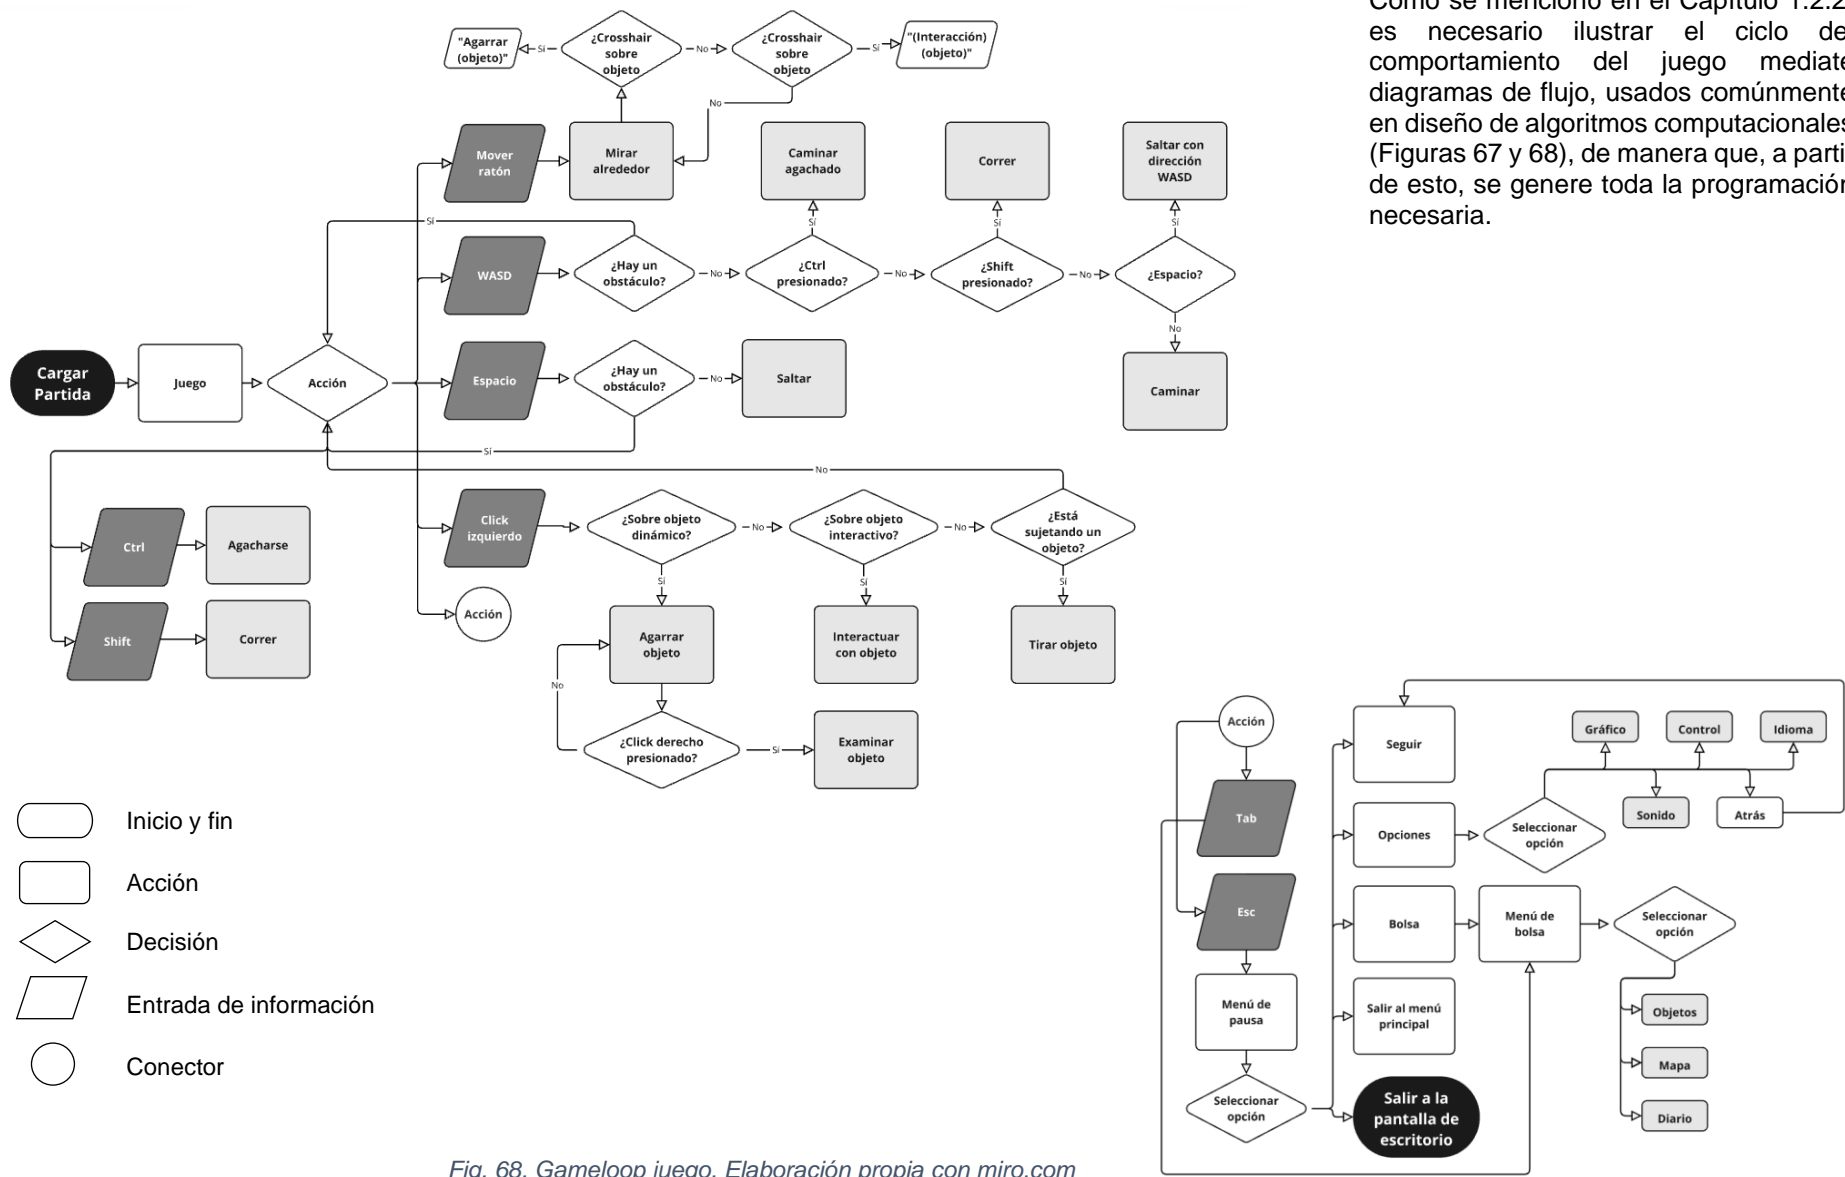 Como se mencionó en el Capítulo 1.2.2
es necesario ilustrar el ciclo de
comportamiento del juego mediate
diagramas de flujo, usados comúnmente
en diseño de algoritmos computacionales
(Figuras 67 y 68), de manera que, a parti
de esto, se genere toda la programación
necesaria.
"Agarrar
(objeto)"
Sí
¿Crosshair
sobre
objeto
No
¿Crosshair
sobre
objeto
Sí
"(Interacción)
(objeto)"
No
Mover
ratón
Mirar
alrededor
Caminar
agachado
Correr
Saltar con
dirección
WASD
Sí
Sí
Sí
Sí
WASD
¿Hay un
obstáculo?
No
¿Ctrl
presionado?
No
¿Shift
presionado?
No
¿Espacio?
No
Caminar
Cargar
Partida
Juego
Acción
Espacio
¿Hay un
obstáculo?
No
Saltar
Sí
No
Ctrl
Agacharse
Shift
Correr
Click
izquierdo
¿Sobre objeto
dinámico?
No
¿Sobre objeto
interactivo?
No
¿Está
sujetando un
objeto?
Sí
Sí
Sí
Acción
Agarrar
objeto
Interactuar
con objeto
Tirar objeto
No
¿Click derecho
presionado?
Sí
Examinar
objeto
Acción
Tab
Esc
Menú de
pausa
Seleccionar
opción
Seguir
Opciones
Seleccionar
opción
Gráfico
Control
Idioma
Sonido
Atrás
Bolsa
Menú de
bolsa
Seleccionar
opción
Objetos
Mapa
Diario
Salir al menú
principal
Salir a la
pantalla de
escritorio
Inicio y fin
Acción
Decisión
Entrada de información
Conector
Fig. 68. Gameloop juego. Elaboración propia con miro.com